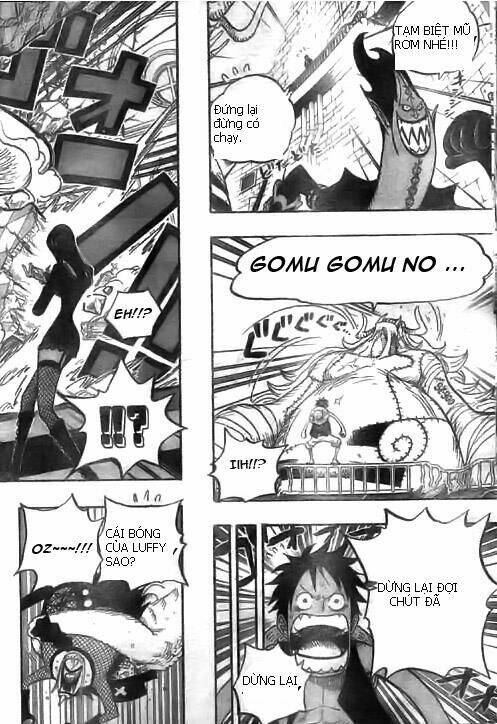 TẠM BIỆT MŨ
RƠM NHÉ!!!
Đứng lại
đừng có
chạy.
GOMU GOMU NO ...
IIH!!?
DỪNG LẠI ĐỢI
CHÚT ĐÃ
DỪNG LẠI
EH!!?
!!?
CÁI BÓNG
CỦA LUFFY
SAO?
OZ~~~!!!